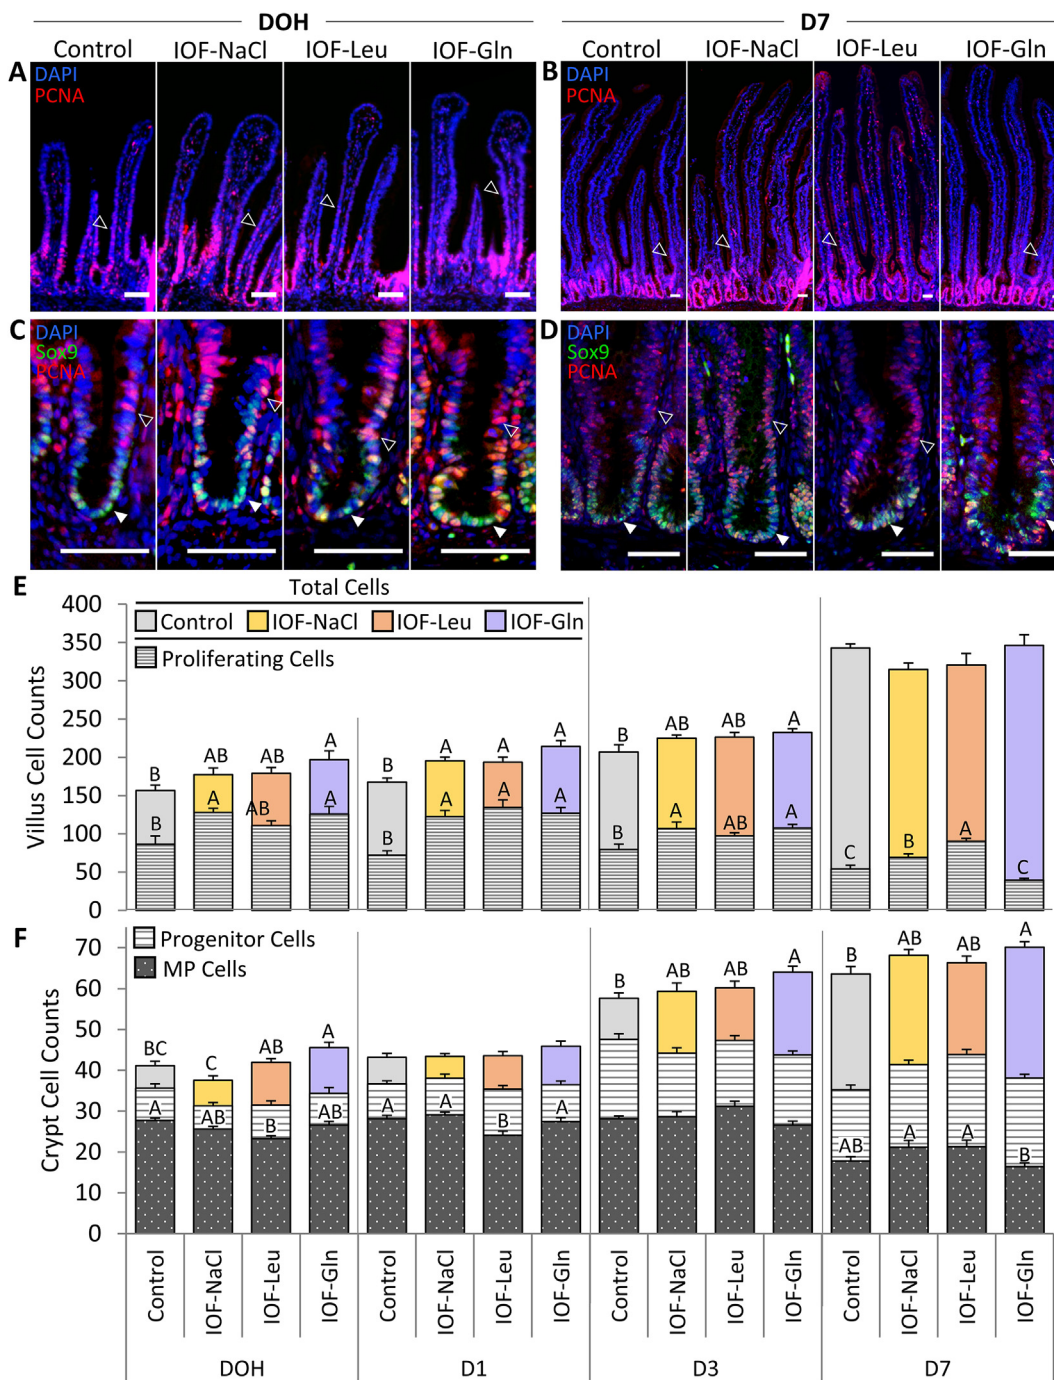 DOH D7
Control IOF-NaCl IOF-Leu IOF-Gln Control IOF-NaCl IOF-Leu IOF-Gln
A DAPI
PCNA
B DAPI
PCNA
C DAPI
Sox9
PCNA
D DAPI
Sox9
PCNA
E Total Cells
Control IOF-NaCl IOF-Leu IOF-Gln
Proliferating Cells
Villus Cell Counts
400
350
300
250
200
150
100
50
0
B AB AB A B A A A B AB AB A
B A AB A B A A A B A AB A C B A C
F Progenitor Cells
MP Cells
Crypt Cell Counts
70
60
50
40
30
20
10
0
BC C AB A B AB AB A B AB AB A
A AB B AB A A B A AB A A B
Control IOF-NaCl IOF-Leu IOF-Gln Control IOF-NaCl IOF-Leu IOF-Gln Control IOF-NaCl IOF-Leu IOF-Gln Control IOF-NaCl IOF-Leu IOF-Gln
DOH D1 D3 D7